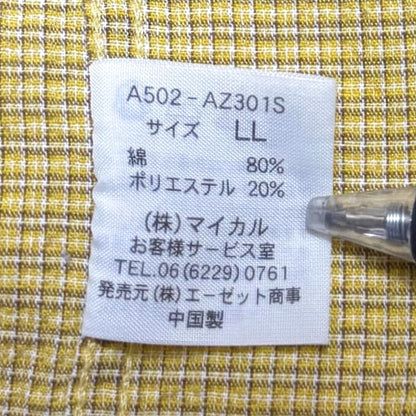 A502-AZ301S
サイズ LL
綿 80%
ポリエステル 20%
(株)マイカル
お客様サービス室
TEL.06(6229)0761
発売元(株)エーゼット商事
中国製